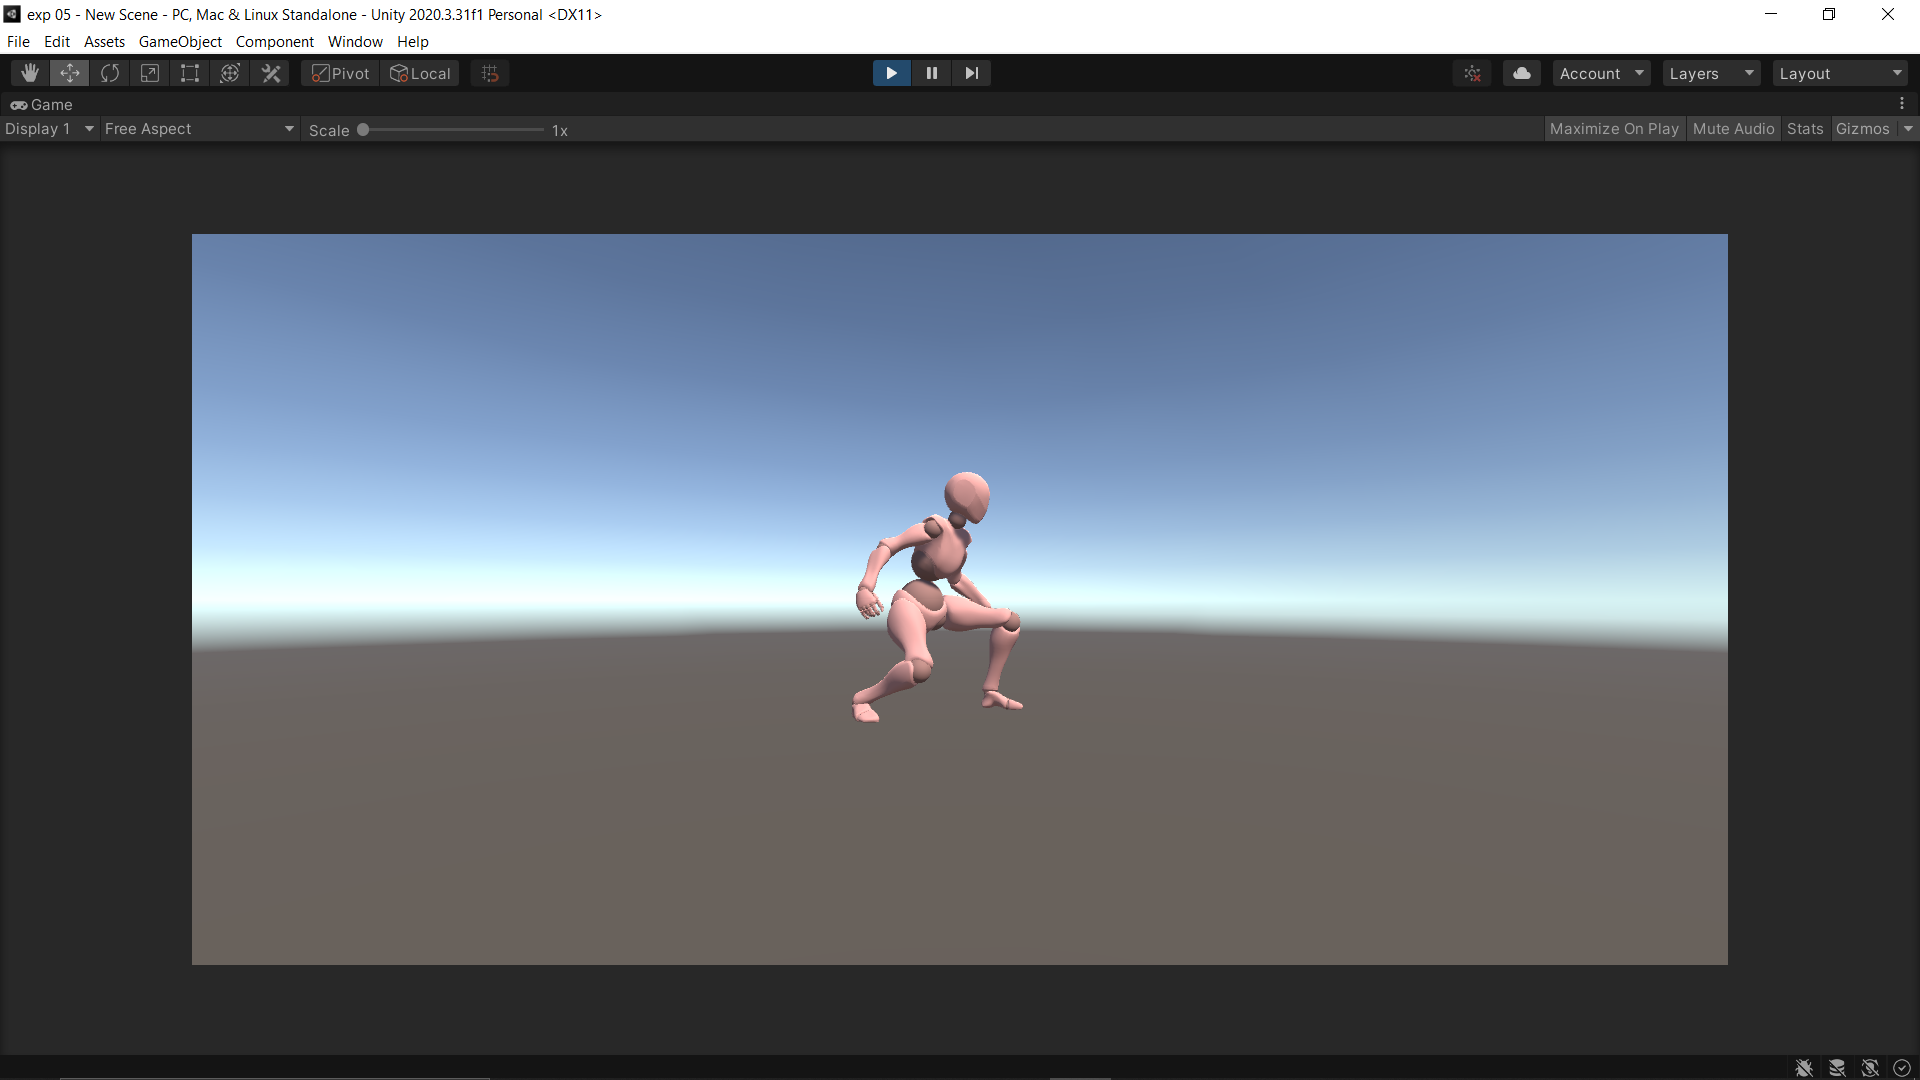 exp 05 - New Scene - PC, Mac & Linux Standalone - Unity 2020.3.31f1 Personal <DX11>
File Edit Assets GameObject Component Window Help
Pivot Local Account Layers Layout
Game
Display 1 Free Aspect Scale 1x Maximize On Play Mute Audio Stats Gizmos